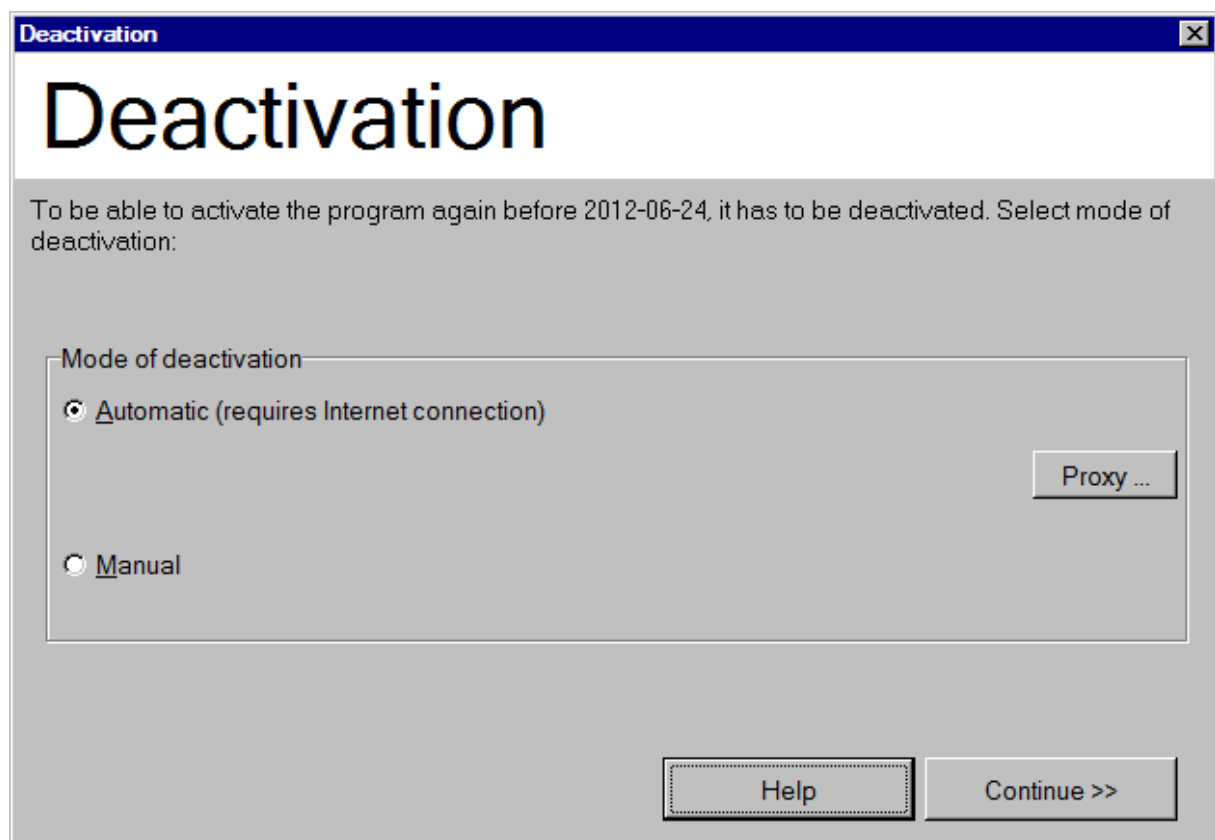 Deactivation
Deactivation
To be able to activate the program again before 2012-06-24, it has to be deactivated. Select mode of
deactivation:
Mode of deactivation
Automatic (requires Internet connection)
Proxy ...
Manual
Help
Continue >>